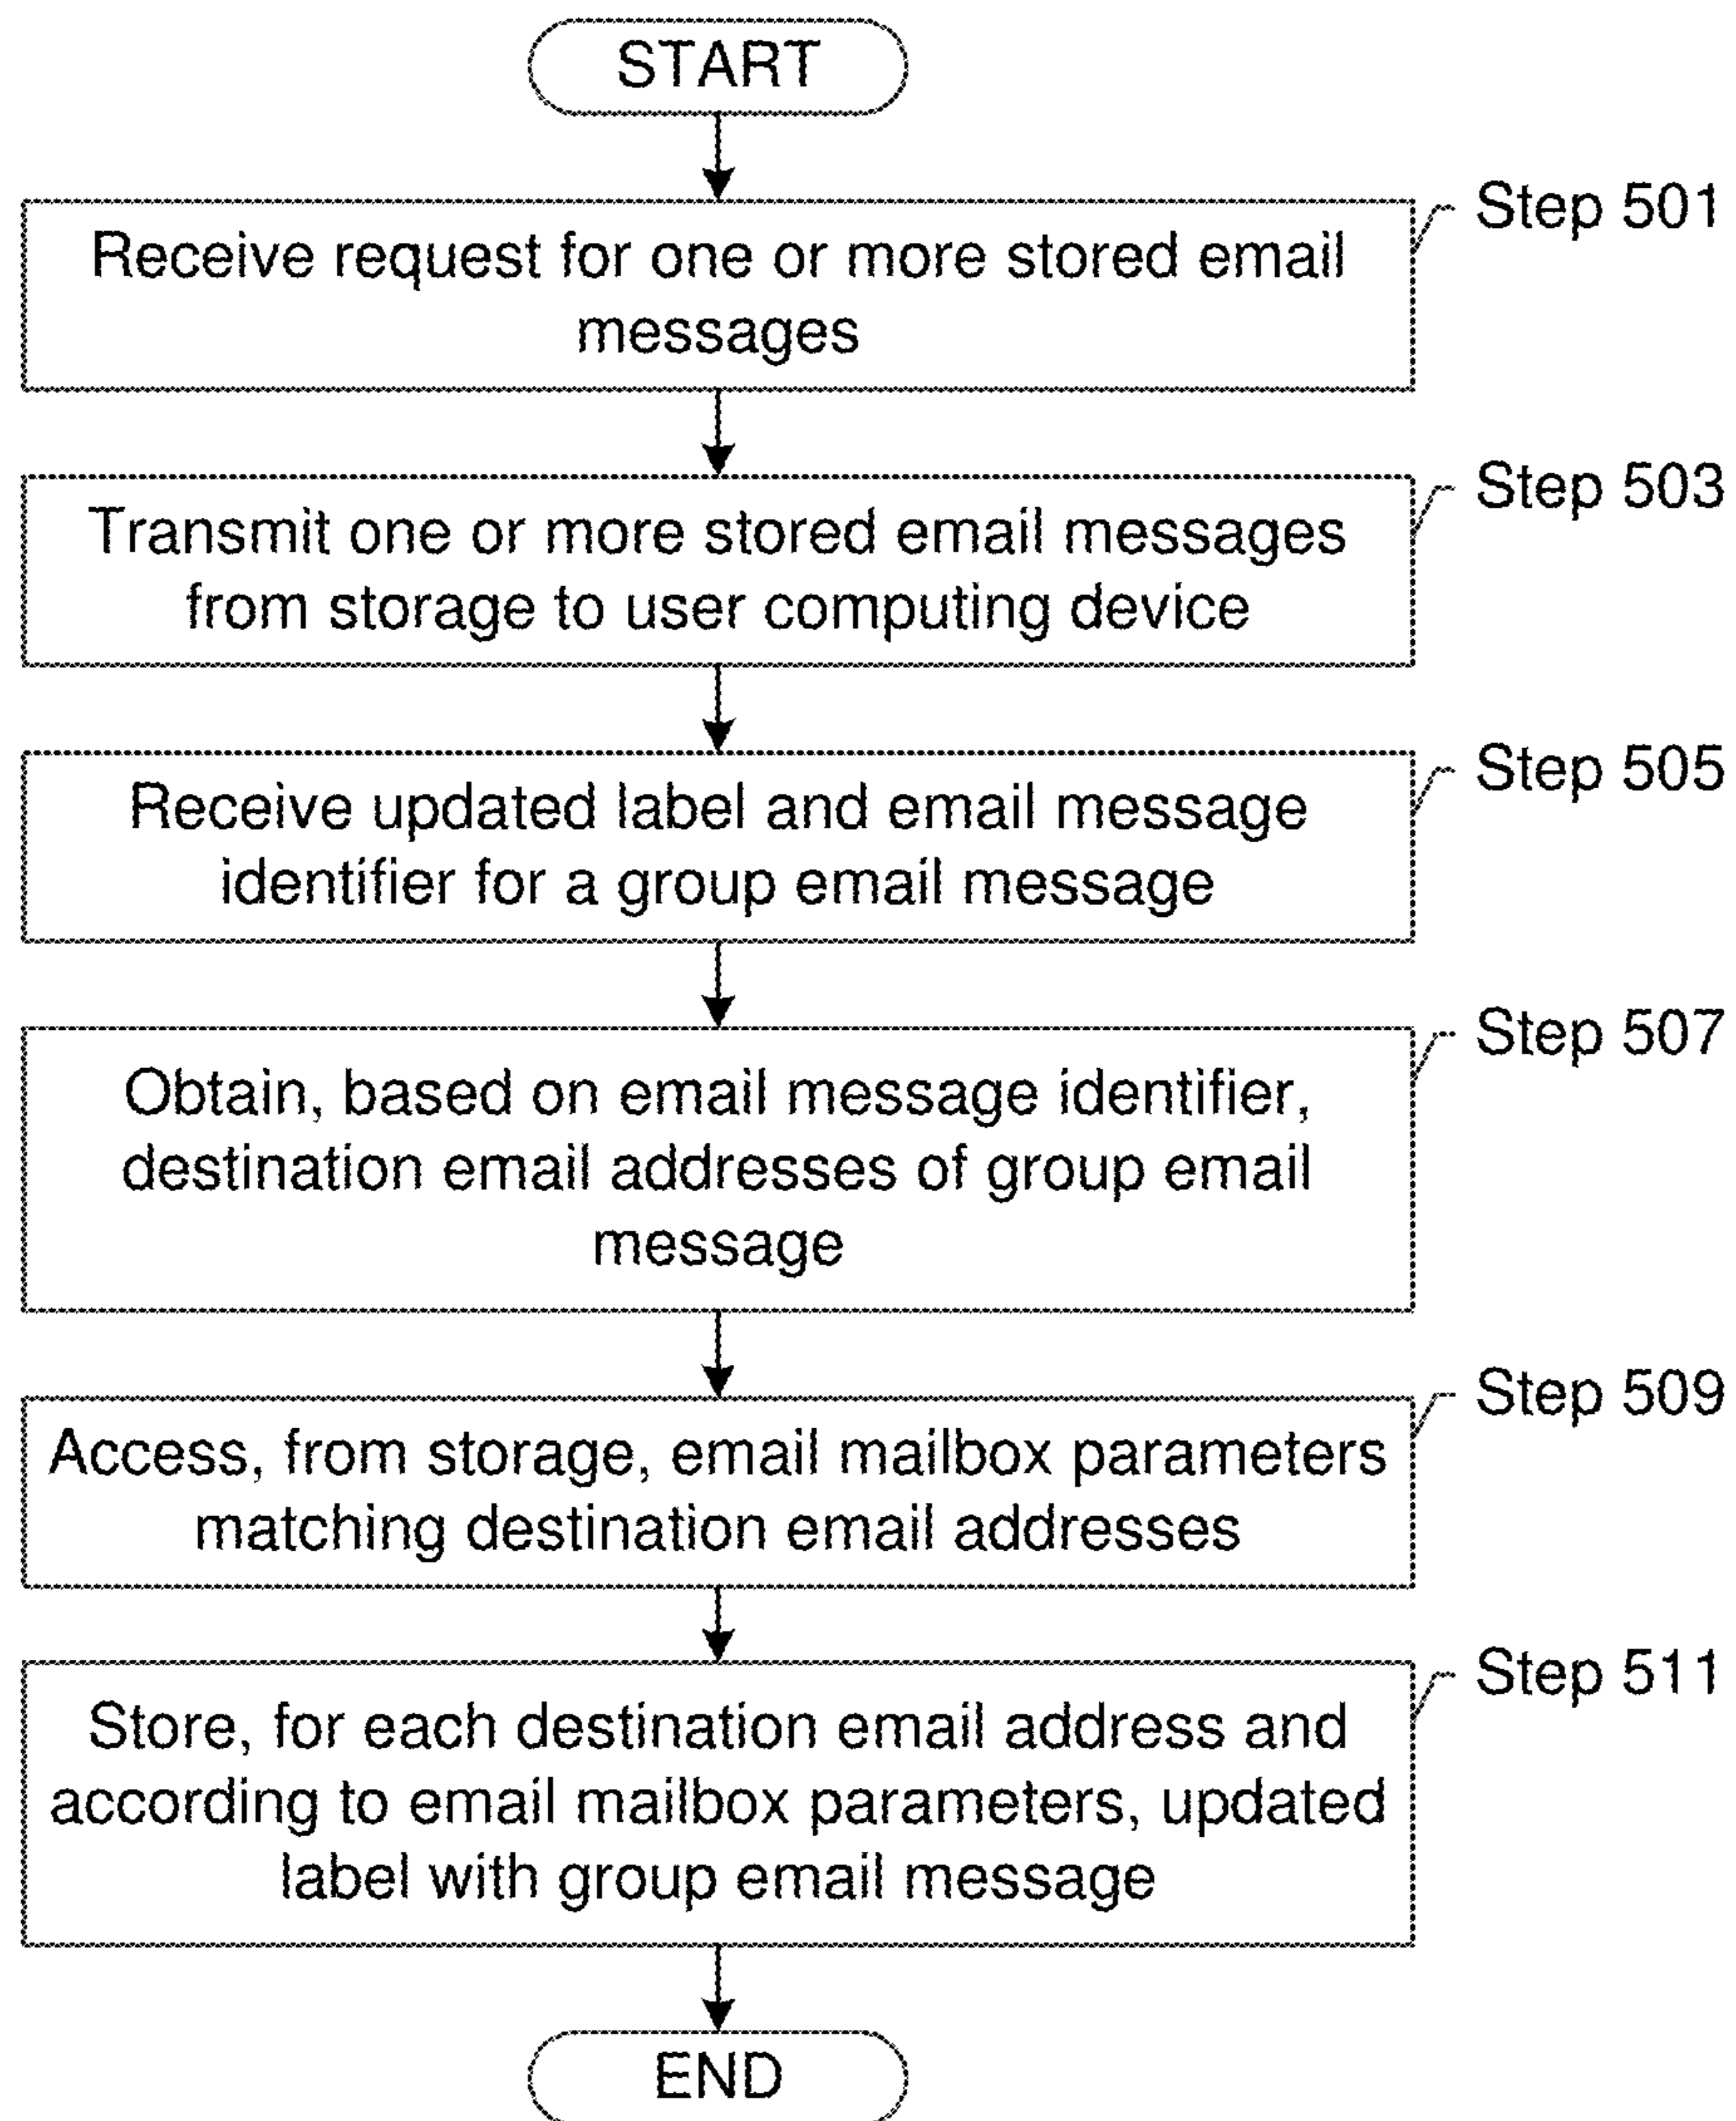 START
Step 501
Receive request for one or more stored email
messages
Step 503
Transmit one or more stored email messages
from storage to user computing device
Step 505
Receive updated label and email message
identifier for a group email message
Step 507
Obtain, based on email message identifier,
destination email addresses of group email
message
Step 509
Access, from storage, email mailbox parameters
matching destination email addresses
Step 511
Store, for each destination email address and
according to email mailbox parameters, updated
label with group email message
END